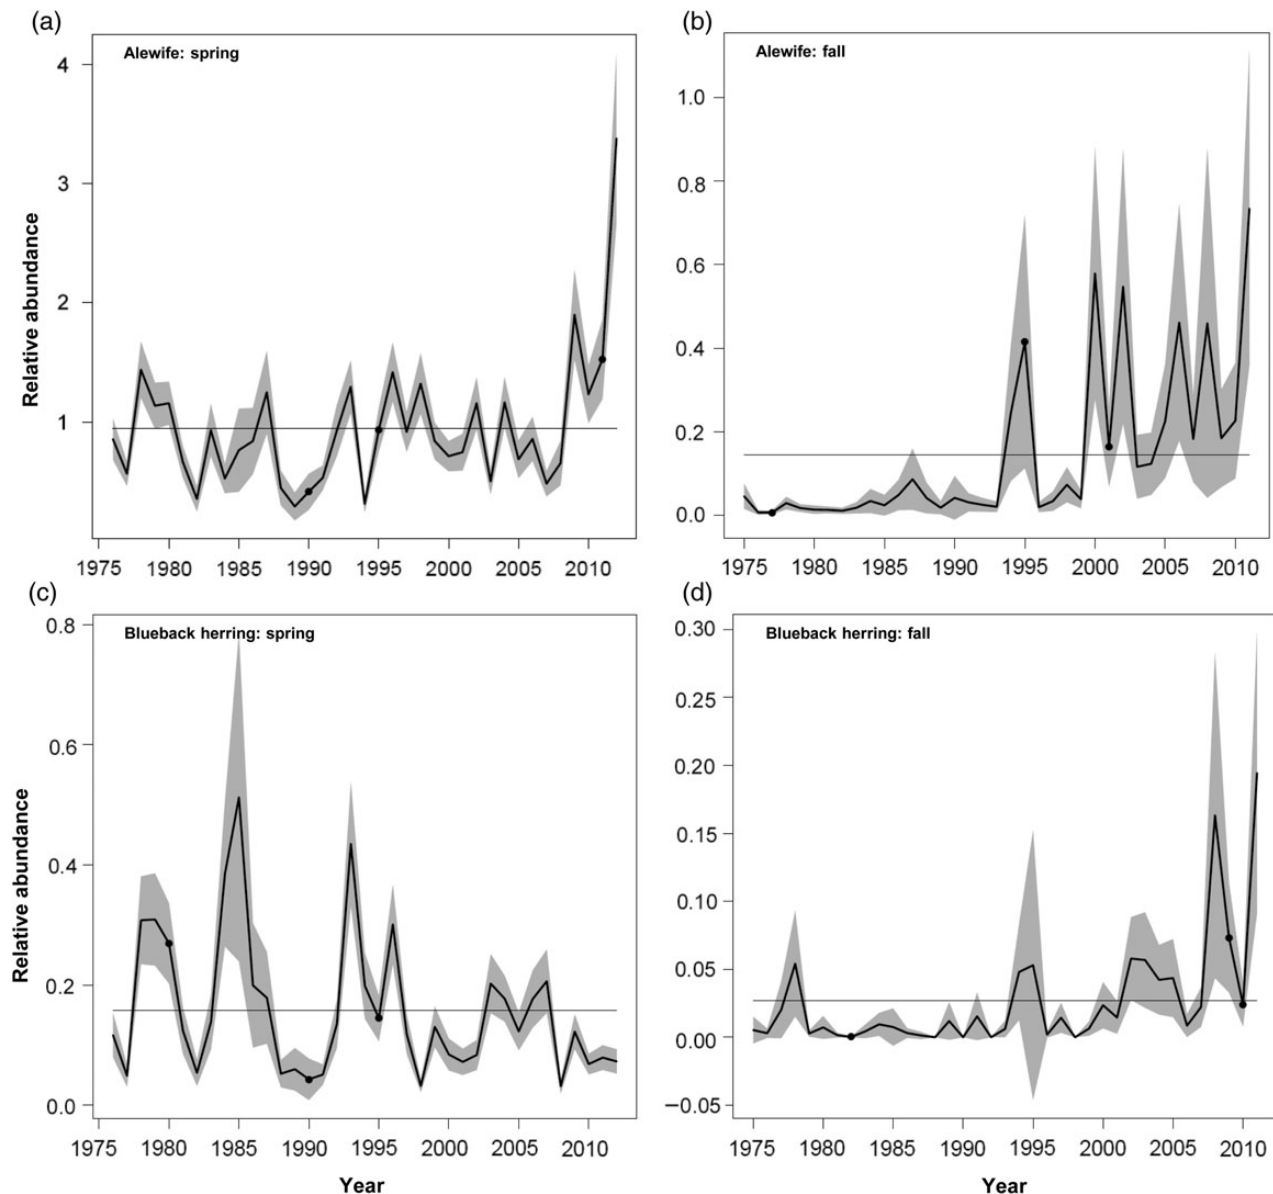 (a)
Alewife: spring
4
3
2
1
Relative abundance
1975 1980 1985 1990 1995 2000 2005 2010
(b)
Alewife: fall
1.0
0.8
0.6
0.4
0.2
0.0
1975 1980 1985 1990 1995 2000 2005 2010
(c)
Blueback herring: spring
0.8
0.6
0.4
0.2
0.0
Relative abundance
1975 1980 1985 1990 1995 2000 2005 2010
Year
(d)
Blueback herring: fall
0.30
0.25
0.20
0.15
0.10
0.05
0.00
−0.05
1975 1980 1985 1990 1995 2000 2005 2010
Year